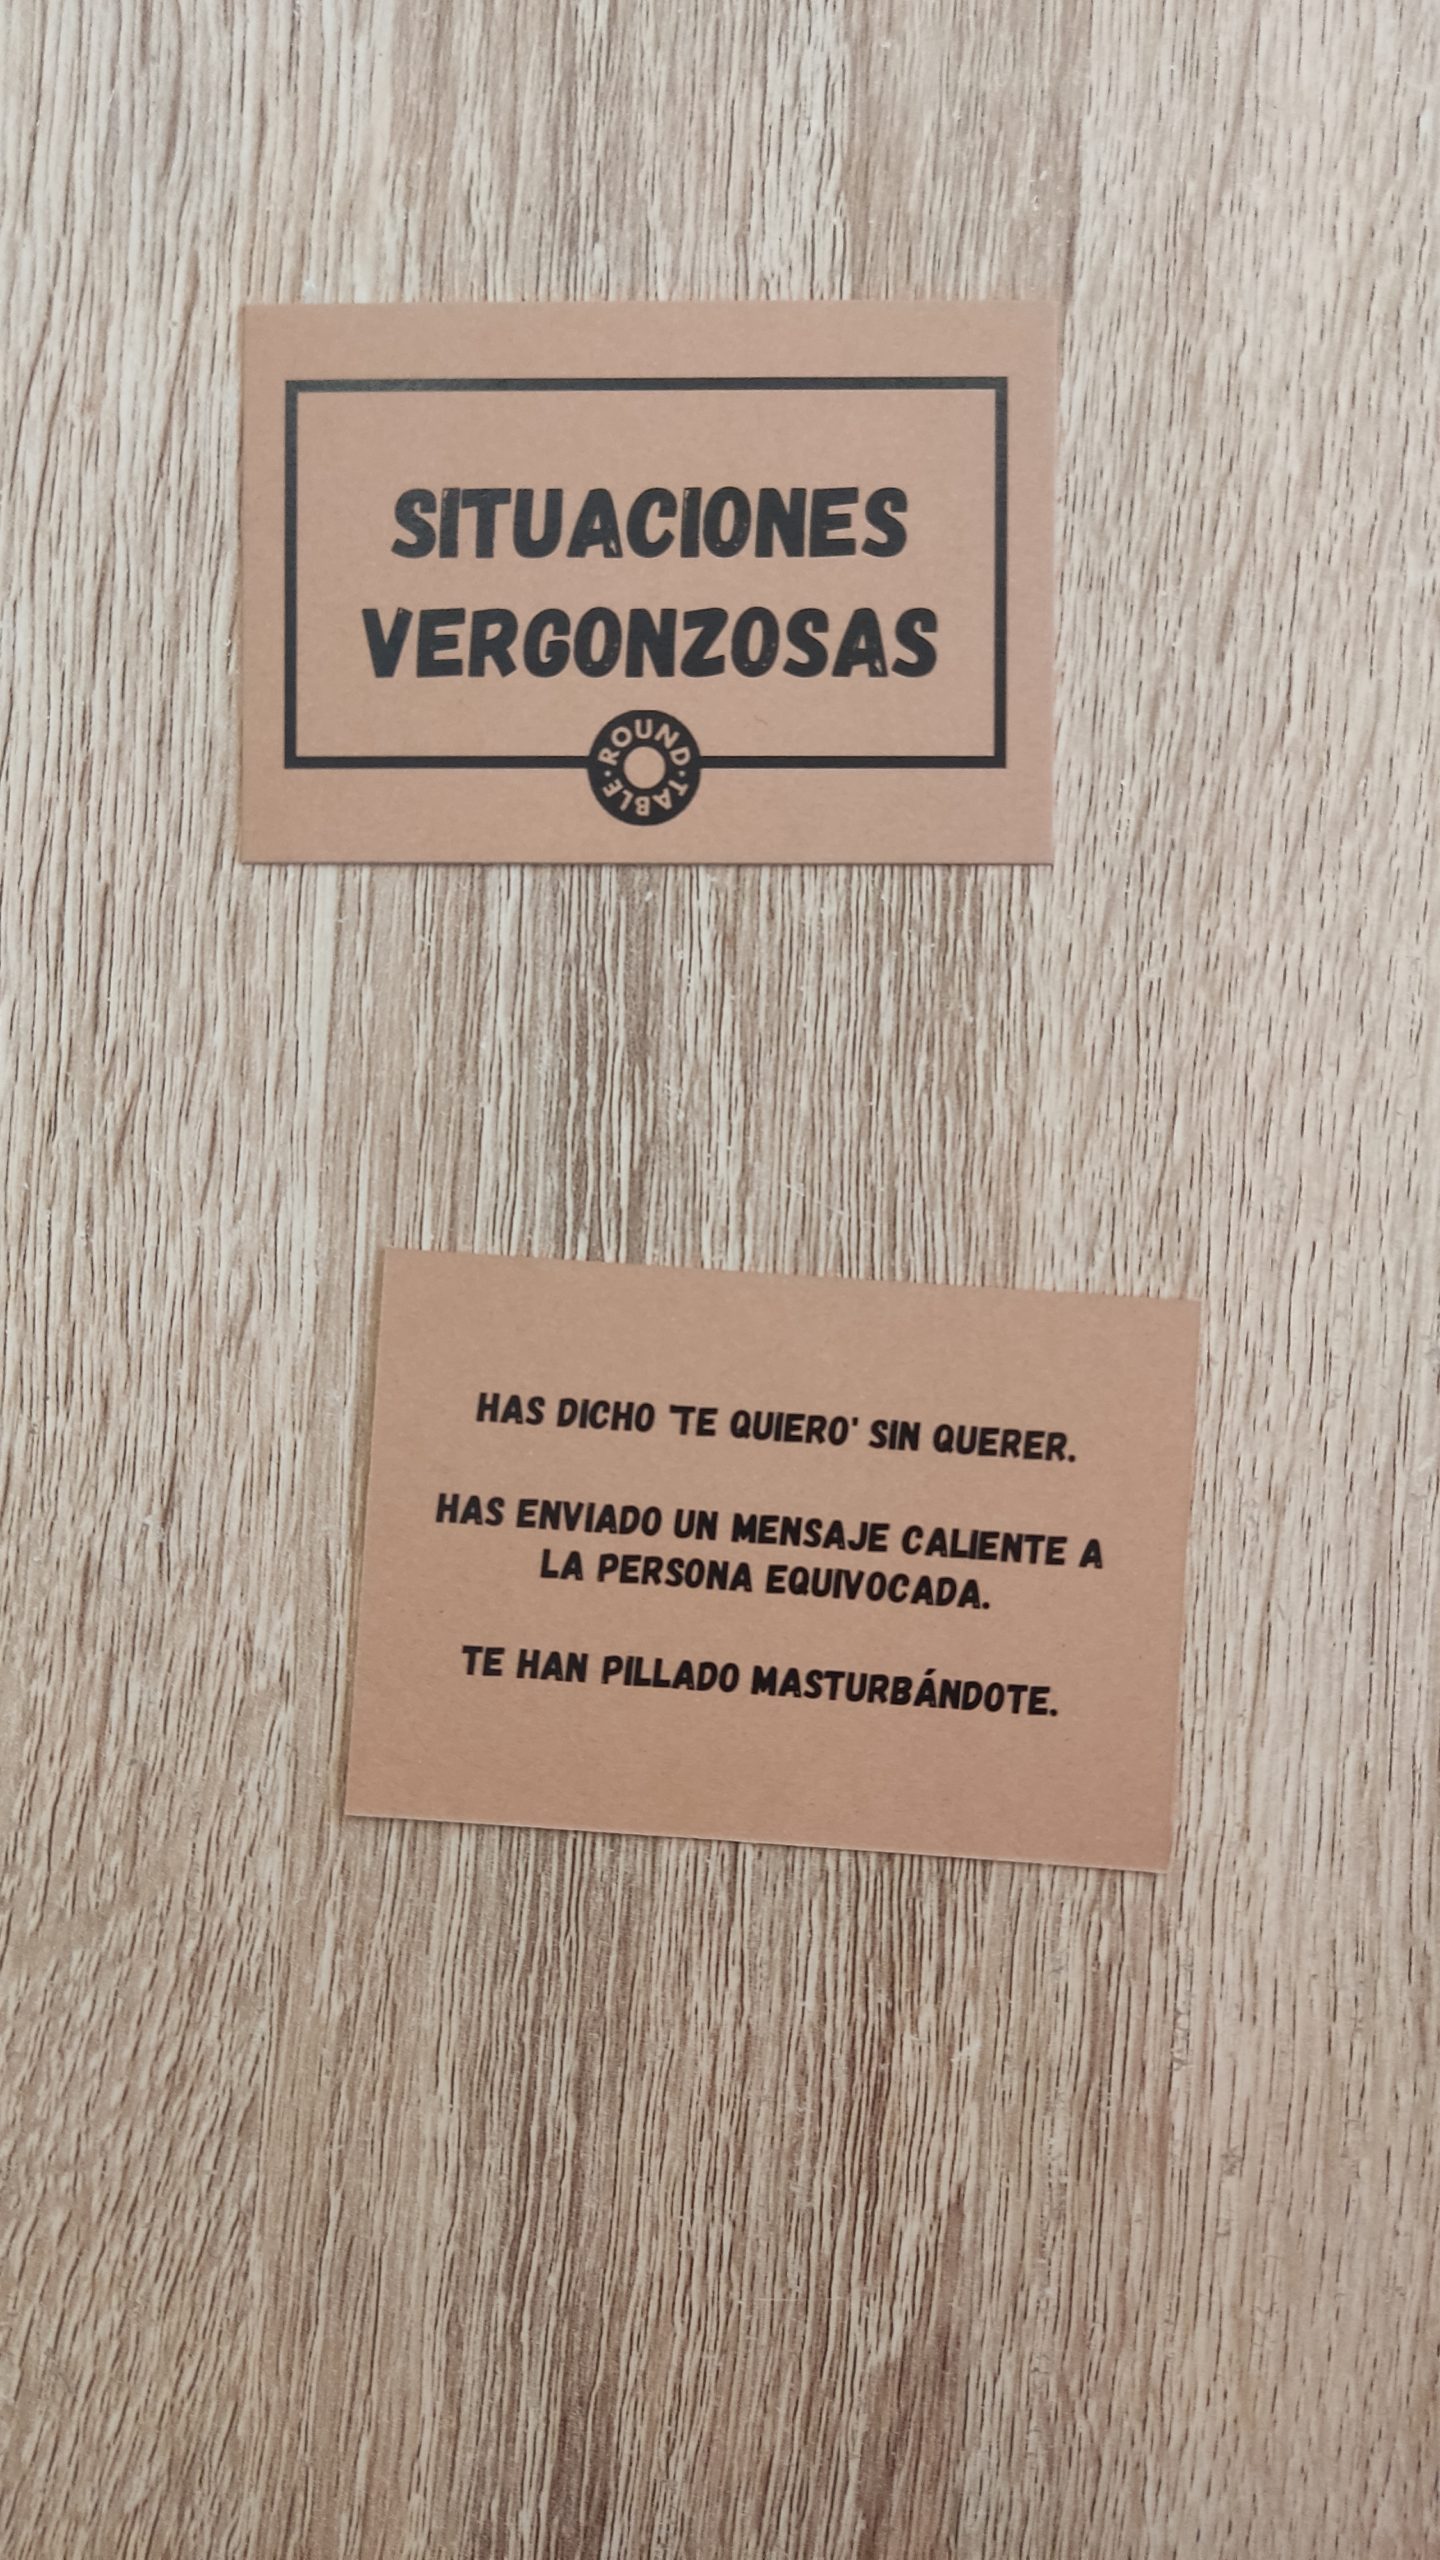 SITUACIONES
VERGONZOSAS
ROUND · TABLE ·
HAS DICHO 'TE QUIERO' SIN QUERER.
HAS ENVIADO UN MENSAJE CALIENTE A
LA PERSONA EQUIVOCADA.
TE HAN PILLADO MASTURBÁNDOTE.